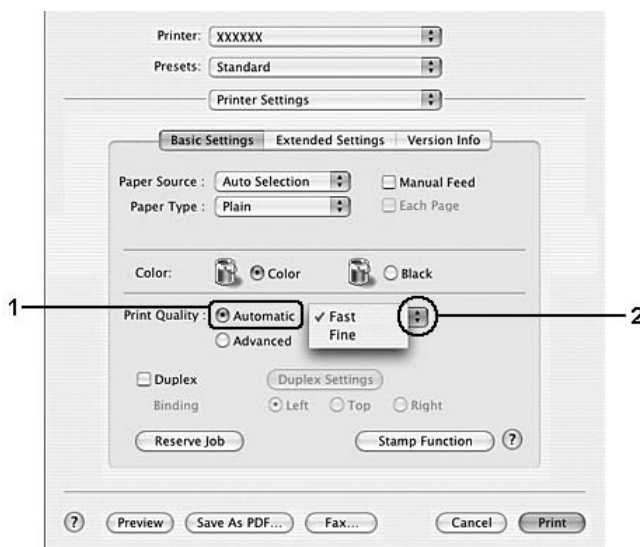 Printer: XXXXXX
Presets: Standard
Printer Settings
Basic Settings Extended Settings Version Info
Paper Source : Auto Selection Manual Feed
Paper Type : Plain Each Page
Color: Color Black
1 Print Quality : Automatic ✓ Fast 2
Fine
Advanced
Duplex Duplex Settings
Binding Left Top Right
Reserve Job Stamp Function ?
? Preview Save As PDF... Fax... Cancel Print